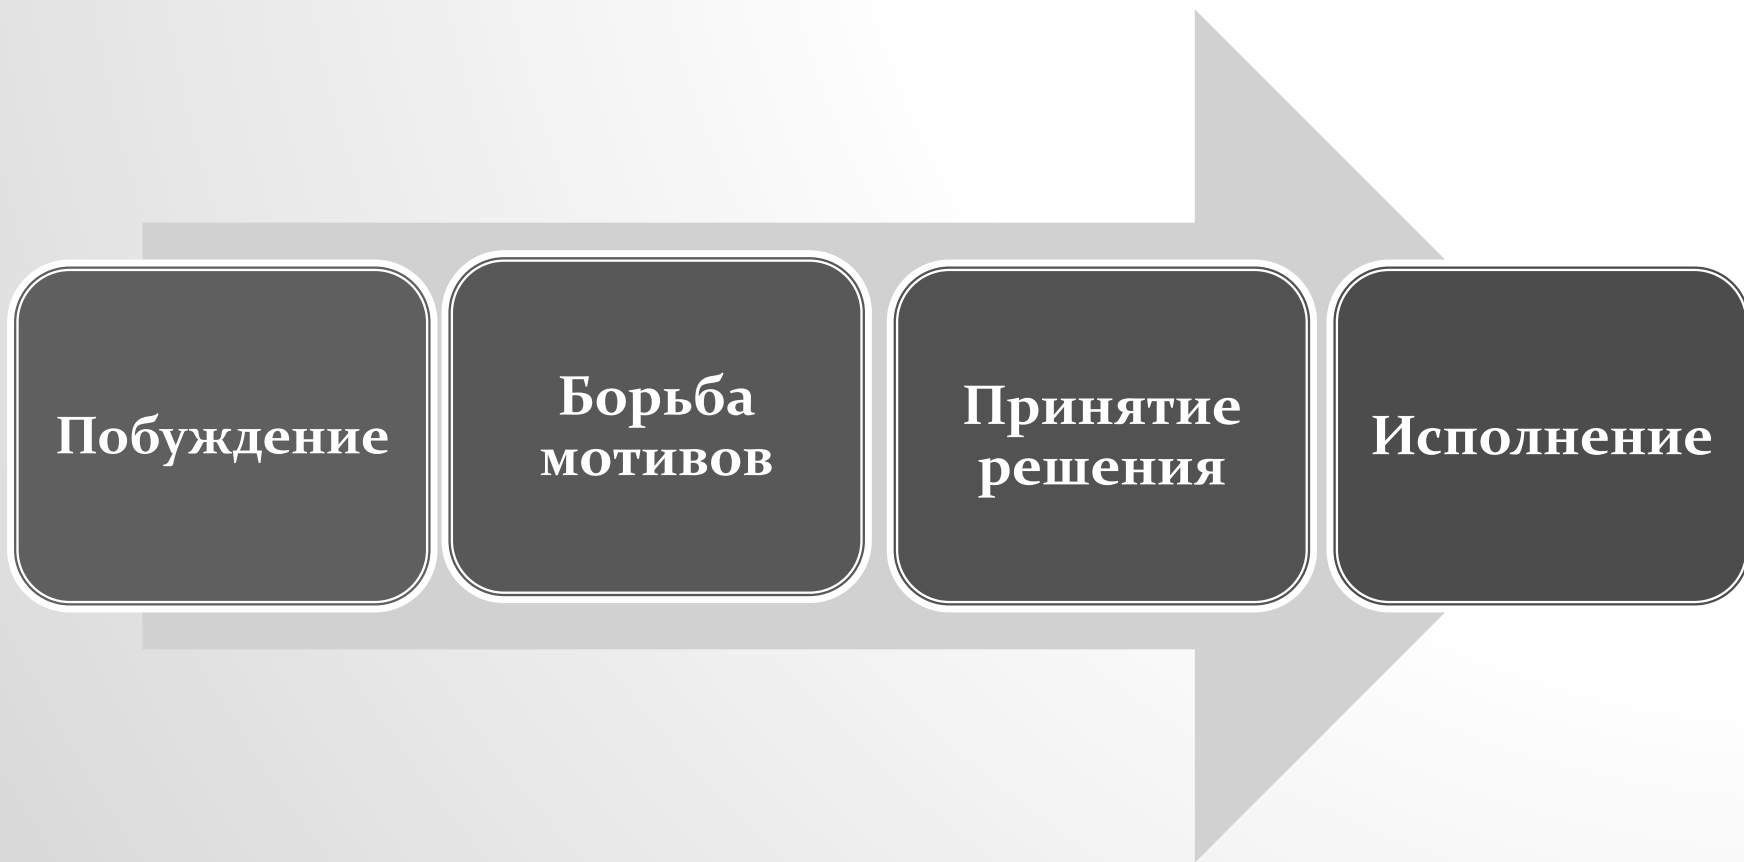 Побуждение
Борьба
мотивов
Принятие
решения
Исполнение